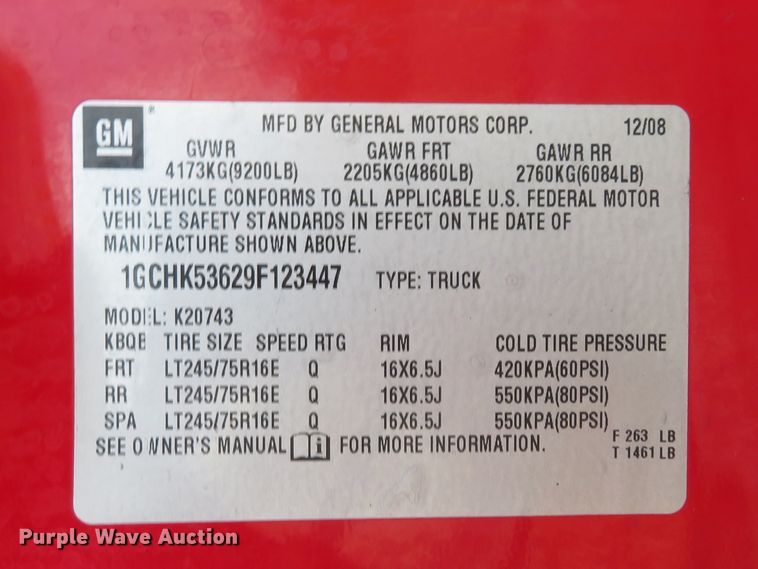 GM
MFD BY GENERAL MOTORS CORP. 12/08
GVWR GAWR FRT GAWR RR
4173KG(9200LB) 2205KG(4860LB) 2760KG(6084LB)
THIS VEHICLE CONFORMS TO ALL APPLICABLE U.S. FEDERAL MOTOR
VEHICLE SAFETY STANDARDS IN EFFECT ON THE DATE OF
MANUFACTURE SHOWN ABOVE.
1GCHK53629F123447 TYPE: TRUCK
MODEL: K20743
KBQB TIRE SIZE SPEED RTG RIM COLD TIRE PRESSURE
FRT LT245/75R16E Q 16X6.5J 420KPA(60PSI)
RR LT245/75R16E Q 16X6.5J 550KPA(80PSI)
SPA LT245/75R16E Q 16X6.5J 550KPA(80PSI)
SEE OWNER'S MANUAL i FOR MORE INFORMATION. F 263 LB
T 1461 LB
Purple Wave Auction